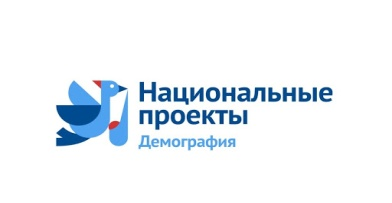 Национальные
проекты
Демография